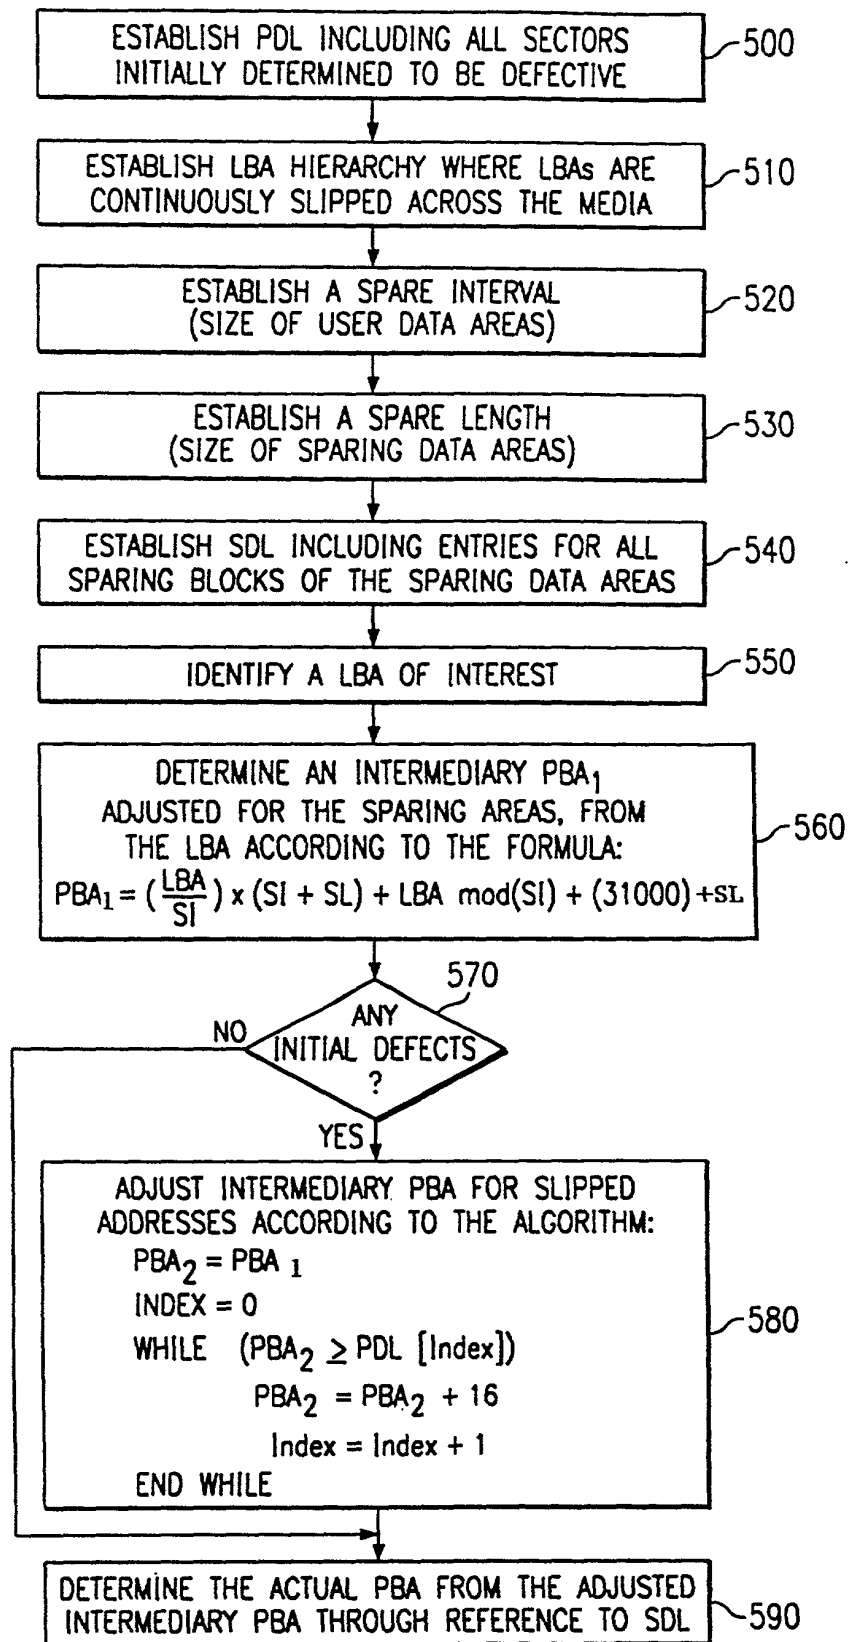 ESTABLISH PDL INCLUDING ALL SECTORS
INITIALLY DETERMINED TO BE DEFECTIVE
500
ESTABLISH LBA HIERARCHY WHERE LBAs ARE
CONTINUOUSLY SLIPPED ACROSS THE MEDIA
510
ESTABLISH A SPARE INTERVAL
(SIZE OF USER DATA AREAS)
520
ESTABLISH A SPARE LENGTH
(SIZE OF SPARING DATA AREAS)
530
ESTABLISH SDL INCLUDING ENTRIES FOR ALL
SPARING BLOCKS OF THE SPARING DATA AREAS
540
IDENTIFY A LBA OF INTEREST
550
DETERMINE AN INTERMEDIARY PBA₁
ADJUSTED FOR THE SPARING AREAS, FROM
THE LBA ACCORDING TO THE FORMULA:
PBA₁ = (LBA/SI) x (SI + SL) + LBA mod(SI) + (31000) +SL
560
570
ANY
INITIAL DEFECTS
?
NO
YES
ADJUST INTERMEDIARY PBA FOR SLIPPED
ADDRESSES ACCORDING TO THE ALGORITHM:
PBA₂ = PBA ₁
INDEX = 0
WHILE (PBA₂ ≥ PDL [Index])
PBA₂ = PBA₂ + 16
Index = Index + 1
END WHILE
580
DETERMINE THE ACTUAL PBA FROM THE ADJUSTED
INTERMEDIARY PBA THROUGH REFERENCE TO SDL
590